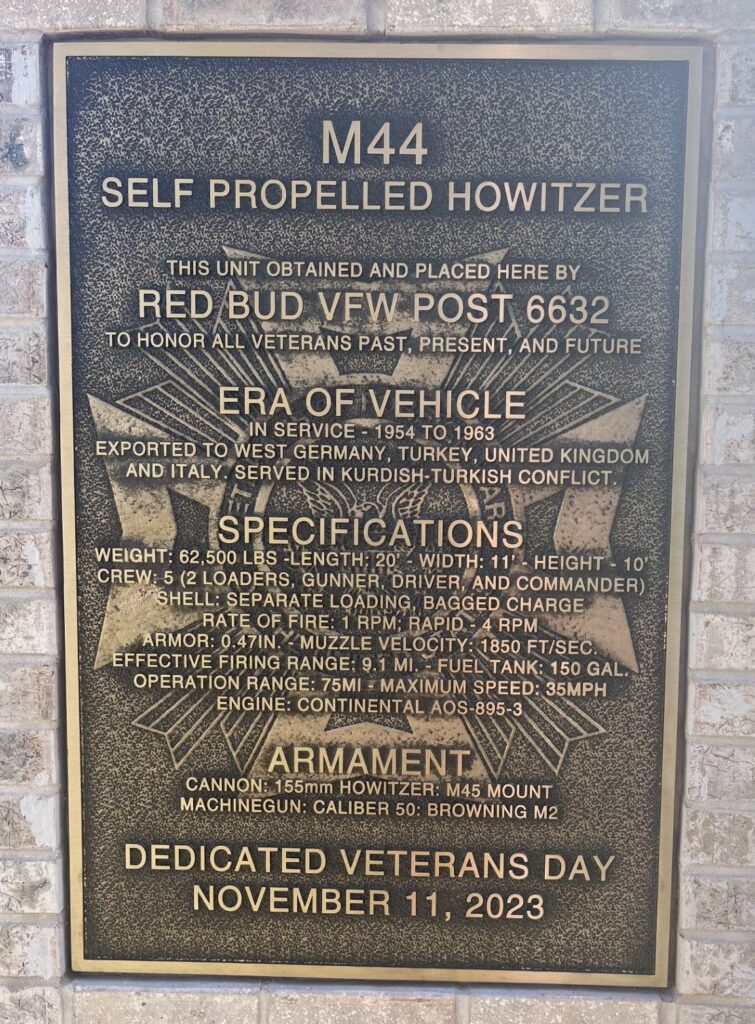 M44
SELF PROPELLED HOWITZER
THIS UNIT OBTAINED AND PLACED HERE BY
RED BUD VFW POST 6632
TO HONOR ALL VETERANS PAST, PRESENT, AND FUTURE
ERA OF VEHICLE
IN SERVICE - 1954 TO 1963
EXPORTED TO WEST GERMANY, TURKEY, UNITED KINGDOM
AND ITALY. SERVED IN KURDISH-TURKISH CONFLICT.
SPECIFICATIONS
WEIGHT: 62,500 LBS -LENGTH: 20' - WIDTH: 11' - HEIGHT - 10'
CREW: 5 (2 LOADERS, GUNNER, DRIVER, AND COMMANDER)
SHELL: SEPARATE LOADING, BAGGED CHARGE
RATE OF FIRE: 1 RPM; RAPID - 4 RPM
ARMOR: 0.47IN. - MUZZLE VELOCITY: 1850 FT/SEC.
EFFECTIVE FIRING RANGE: 9.1 MI. - FUEL TANK: 150 GAL.
OPERATION RANGE: 75MI - MAXIMUM SPEED: 35MPH
ENGINE: CONTINENTAL AOS-895-3
ARMAMENT
CANNON: 155mm HOWITZER: M45 MOUNT
MACHINEGUN: CALIBER 50: BROWNING M2
DEDICATED VETERANS DAY
NOVEMBER 11, 2023